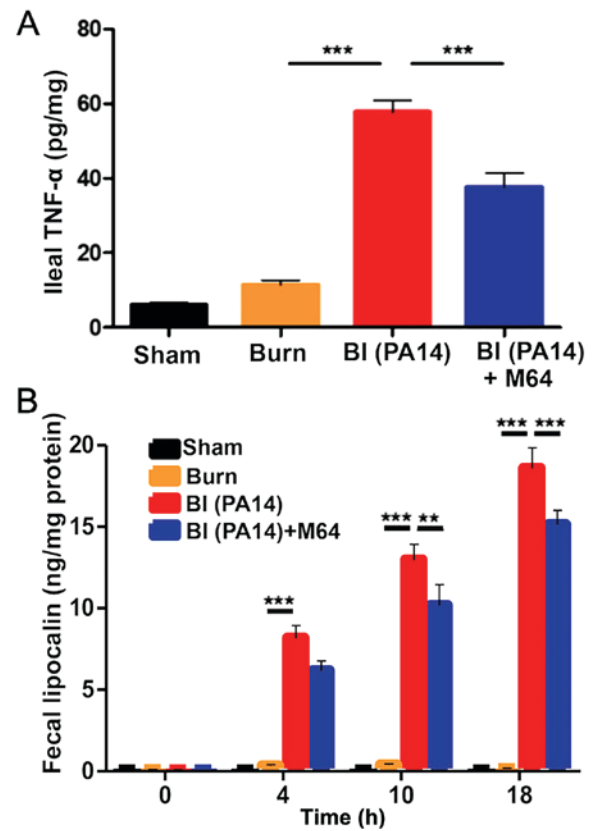 A
Ileal TNF-α (pg/mg)
80
60
40
20
0
*** ***
Sham Burn BI (PA14) BI (PA14)
+ M64
B
Fecal lipocalin (ng/mg protein)
20
15
10
5
0
Sham
Burn
BI (PA14)
BI (PA14)+M64
***
*** **
*** ***
0 4 10 18
Time (h)